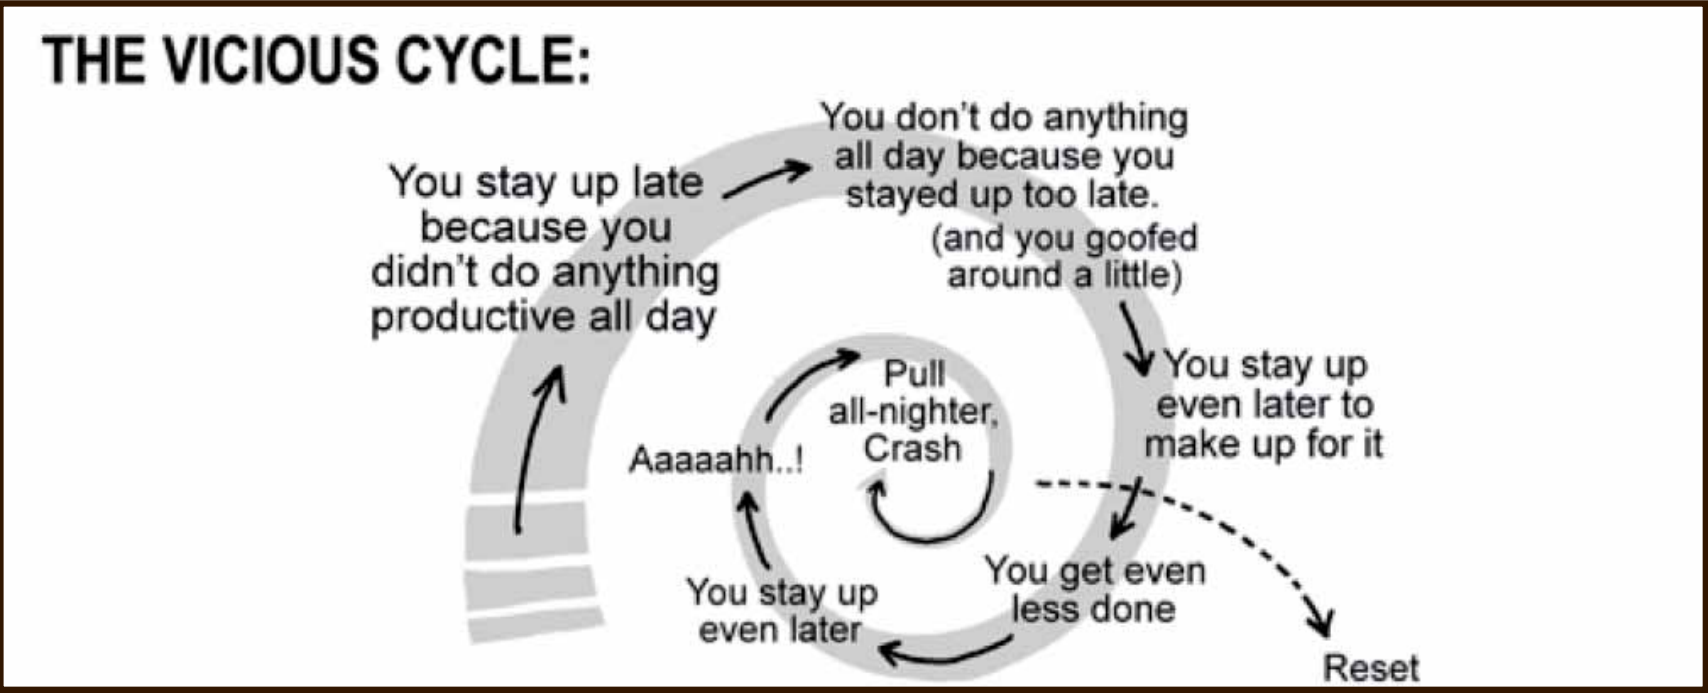 THE VICIOUS CYCLE:
You stay up late
because you
didn't do anything
productive all day
You don't do anything
all day because you
stayed up too late.
(and you goofed
around a little)
You stay up
even later to
make up for it
You get even
less done
You stay up
even later
Aaaaahh..!
Pull
all-nighter,
Crash
Reset